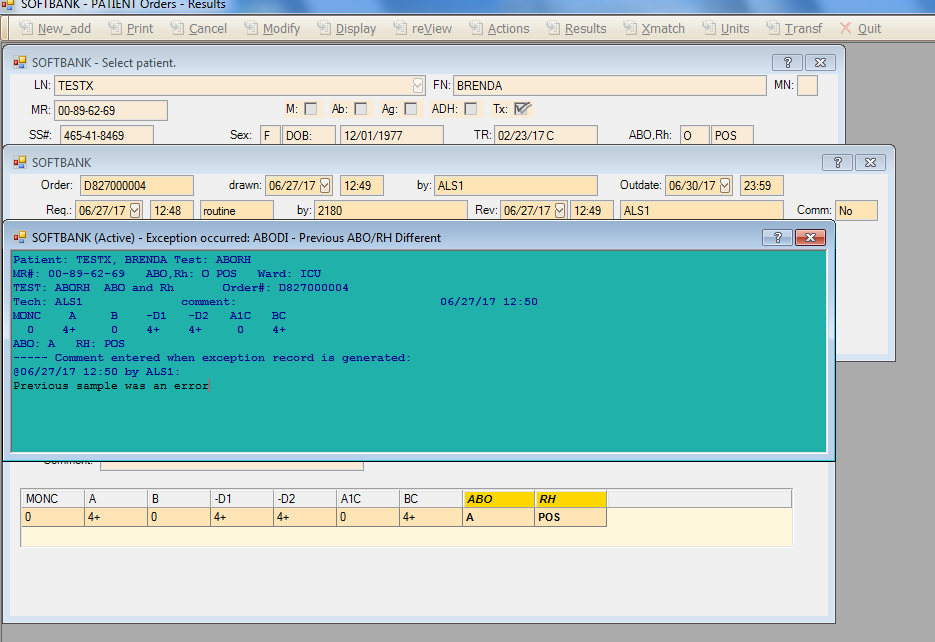 SOFTBANK - PATIENT Orders - Results
New_add Print Cancel Modify Display reView Actions Results Xmatch Units Transf Quit
SOFTBANK - Select patient. ?
LN: TESTX FN: BRENDA MN:
MR: 00-89-62-69 M: Ab: Ag: ADH: Tx:
SS#: 465-41-8469 Sex: F DOB: 12/01/1977 TR: 02/23/17 C ABO,Rh: O POS
SOFTBANK ?
Order: D827000004 drawn: 06/27/17 12:49 by: ALS1 Outdate: 06/30/17 23:59
Req.: 06/27/17 12:48 routine by: 2180 Rev: 06/27/17 12:49 ALS1 Comm: No
SOFTBANK (Active) - Exception occurred: ABODI - Previous ABO/RH Different ?
Patient: TESTX, BRENDA Test: ABORH
MR#: 00-89-62-69 ABO,Rh: O POS Ward: ICU
TEST: ABORH ABO and Rh Order#: D827000004
Tech: ALS1 comment: 06/27/17 12:50
MONC A B -D1 -D2 A1C BC
0 4+ 0 4+ 4+ 0 4+
ABO: A RH: POS
----- Comment entered when exception record is generated:
@06/27/17 12:50 by ALS1:
Previous sample was an error
Comment:
MONC A B -D1 -D2 A1C BC ABO RH
0 4+ 0 4+ 4+ 0 4+ A POS